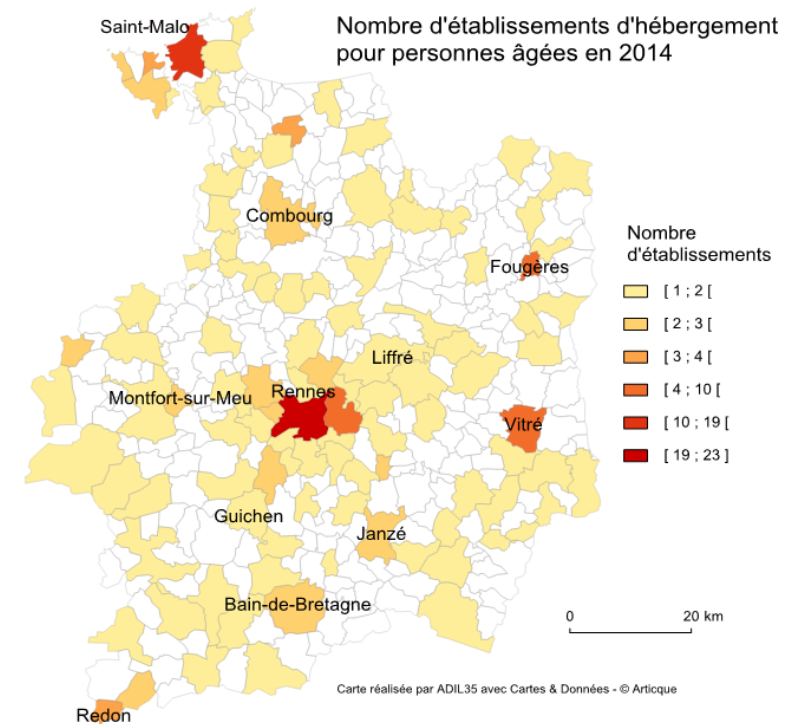 Nombre d'établissements d'hébergement
pour personnes âgées en 2014
Saint-Malo
Combourg
Fougères
Nombre
d'établissements
[ 1 ; 2 [
[ 2 ; 3 [
[ 3 ; 4 [
[ 4 ; 10 [
[ 10 ; 19 [
[ 19 ; 23 ]
Liffré
Rennes
Montfort-sur-Meu
Vitré
Guichen
Janzé
Bain-de-Bretagne
0 20 km
Carte réalisée par ADIL35 avec Cartes & Données - © Articque
Redon